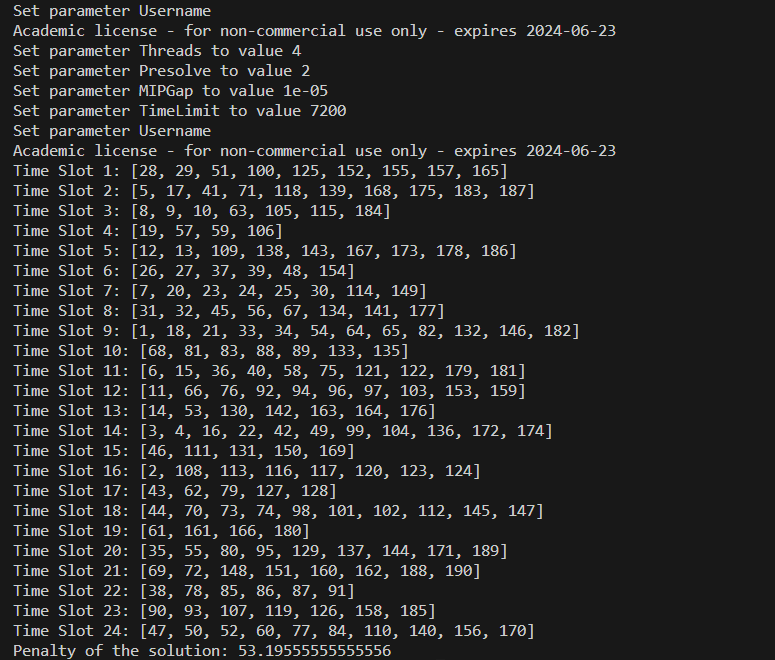 Set parameter Username
Academic license - for non-commercial use only - expires 2024-06-23
Set parameter Threads to value 4
Set parameter Presolve to value 2
Set parameter MIPGap to value 1e-05
Set parameter TimeLimit to value 7200
Set parameter Username
Academic license - for non-commercial use only - expires 2024-06-23
Time Slot 1: [28, 29, 51, 100, 125, 152, 155, 157, 165]
Time Slot 2: [5, 17, 41, 71, 118, 139, 168, 175, 183, 187]
Time Slot 3: [8, 9, 10, 63, 105, 115, 184]
Time Slot 4: [19, 57, 59, 106]
Time Slot 5: [12, 13, 109, 138, 143, 167, 173, 178, 186]
Time Slot 6: [26, 27, 37, 39, 48, 154]
Time Slot 7: [7, 20, 23, 24, 25, 30, 114, 149]
Time Slot 8: [31, 32, 45, 56, 67, 134, 141, 177]
Time Slot 9: [1, 18, 21, 33, 34, 54, 64, 65, 82, 132, 146, 182]
Time Slot 10: [68, 81, 83, 88, 89, 133, 135]
Time Slot 11: [6, 15, 36, 40, 58, 75, 121, 122, 179, 181]
Time Slot 12: [11, 66, 76, 92, 94, 96, 97, 103, 153, 159]
Time Slot 13: [14, 53, 130, 142, 163, 164, 176]
Time Slot 14: [3, 4, 16, 22, 42, 49, 99, 104, 136, 172, 174]
Time Slot 15: [46, 111, 131, 150, 169]
Time Slot 16: [2, 108, 113, 116, 117, 120, 123, 124]
Time Slot 17: [43, 62, 79, 127, 128]
Time Slot 18: [44, 70, 73, 74, 98, 101, 102, 112, 145, 147]
Time Slot 19: [61, 161, 166, 180]
Time Slot 20: [35, 55, 80, 95, 129, 137, 144, 171, 189]
Time Slot 21: [69, 72, 148, 151, 160, 162, 188, 190]
Time Slot 22: [38, 78, 85, 86, 87, 91]
Time Slot 23: [90, 93, 107, 119, 126, 158, 185]
Time Slot 24: [47, 50, 52, 60, 77, 84, 110, 140, 156, 170]
Penalty of the solution: 53.19555555555556